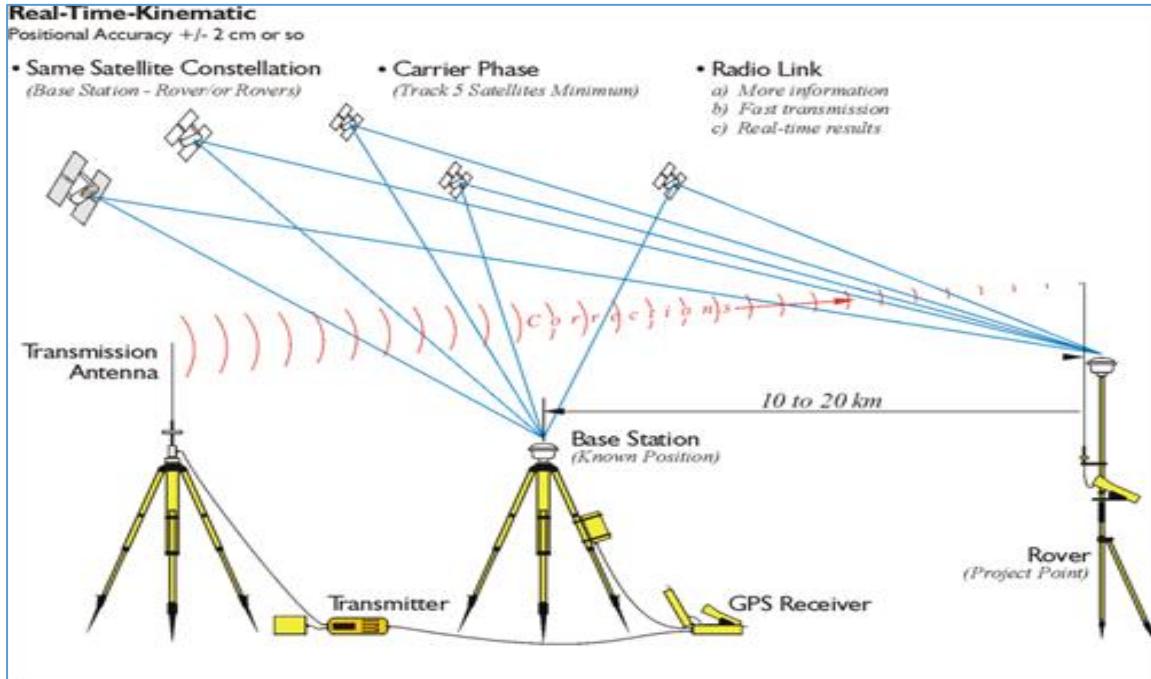 Real-Time-Kinematic
Positional Accuracy +/- 2 cm or so
• Same Satellite Constellation
(Base Station - Rover/or Rovers)
• Carrier Phase
(Track 5 Satellites Minimum)
• Radio Link
a) More information
b) Fast transmission
c) Real-time results
Corrections
Transmission
Antenna
10 to 20 km
Base Station
(Known Position)
Rover
(Project Point)
Transmitter
GPS Receiver